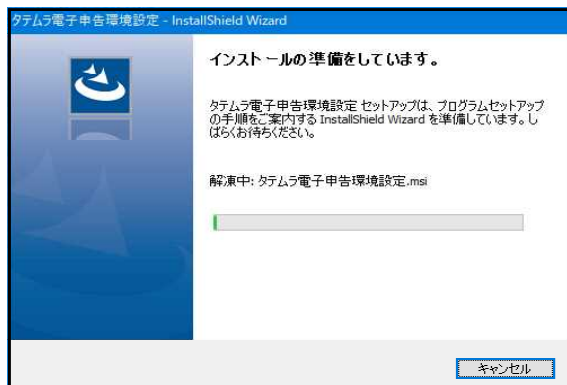 タテムラ電子申告環境設定 - InstallShield Wizard
インストールの準備をしています。
タテムラ電子申告環境設定 セットアップは、プログラムセットアップ
の手順をご案内する InstallShield Wizard を準備しています。し
ばらくお待ちください。
解凍中: タテムラ電子申告環境設定.msi
キャンセル